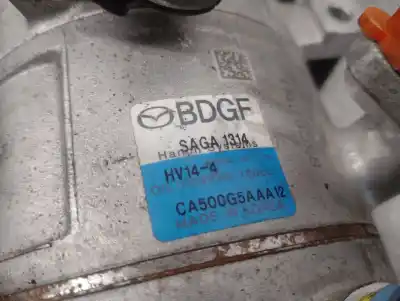 BDGF
SAGA 1314
HV14-4
CA500G5AAA12
MADE IN KOREA